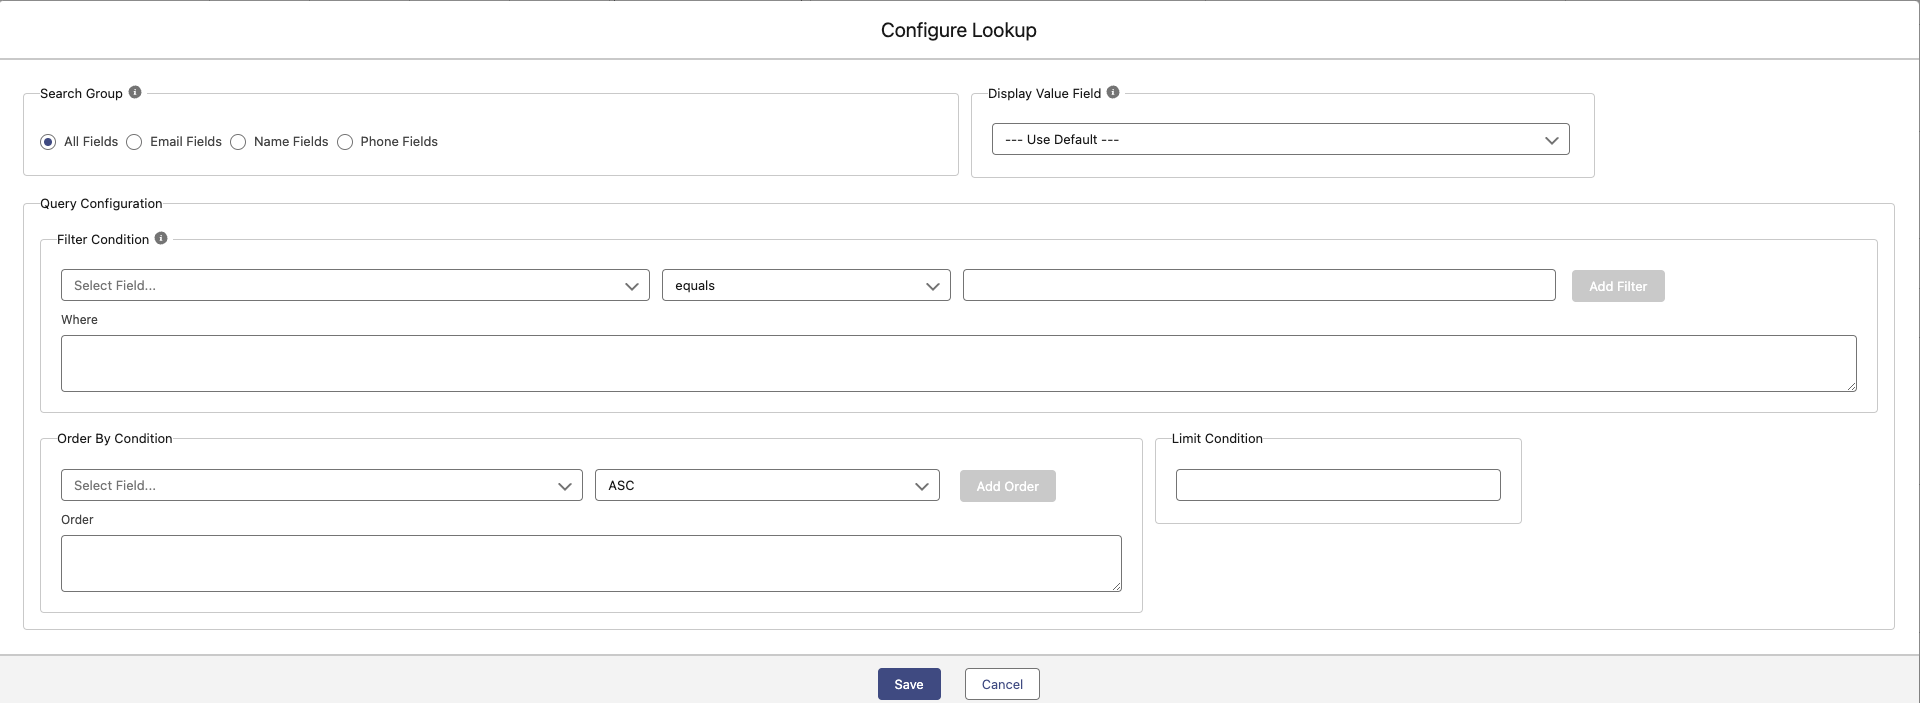 Configure Lookup
Search Group
All Fields Email Fields Name Fields Phone Fields
Display Value Field
--- Use Default ---
Query Configuration
Filter Condition
Select Field... equals Add Filter
Where
Order By Condition
Select Field... ASC Add Order
Order
Limit Condition
Save Cancel